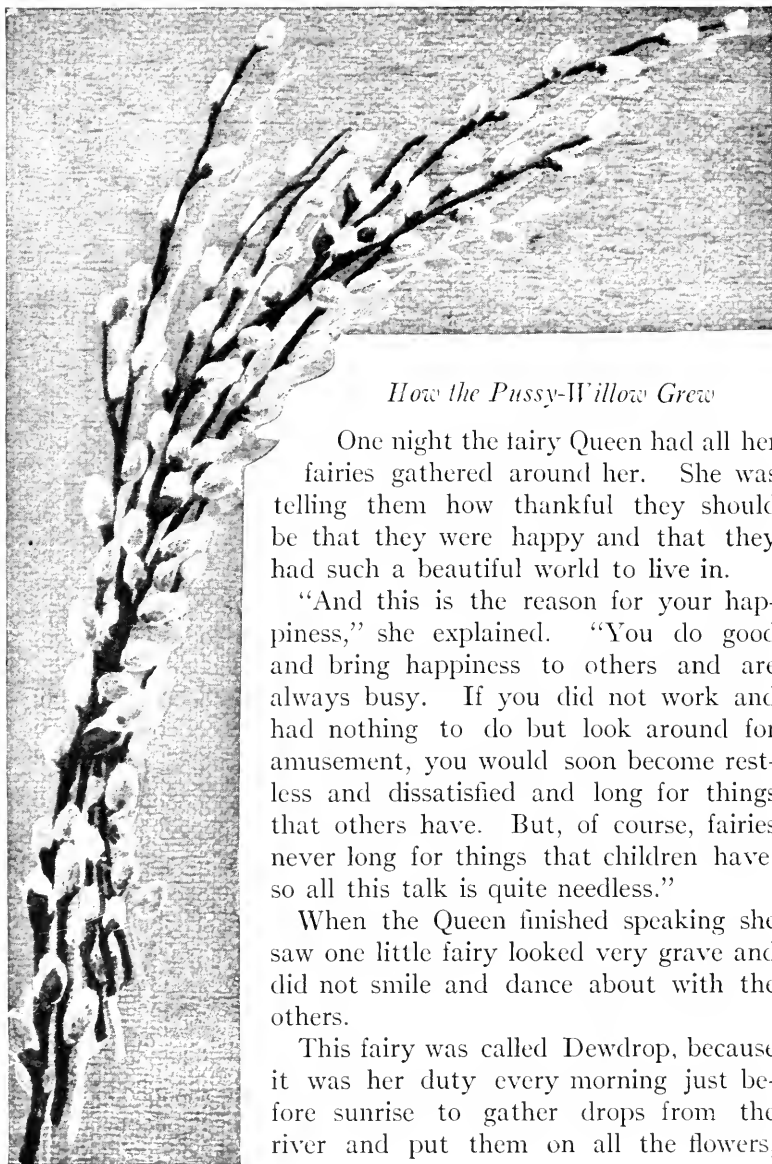 How the Pussy-Willow Grew
One night the fairy Queen had all her
fairies gathered around her. She was
telling them how thankful they should
be that they were happy and that they
had such a beautiful world to live in.
“And this is the reason for your hap-
piness,” she explained. “You do good
and bring happiness to others and are
always busy. If you did not work and
had nothing to do but look around for
amusement, you would soon become rest-
less and dissatisfied and long for things
that others have. But, of course, fairies
never long for things that children have
so all this talk is quite needless.”
When the Queen finished speaking she
saw one little fairy looked very grave and
did not smile and dance about with the
others.
This fairy was called Dewdrop, because
it was her duty every morning just be-
fore sunrise to gather drops from the
river and put them on all the flowers,